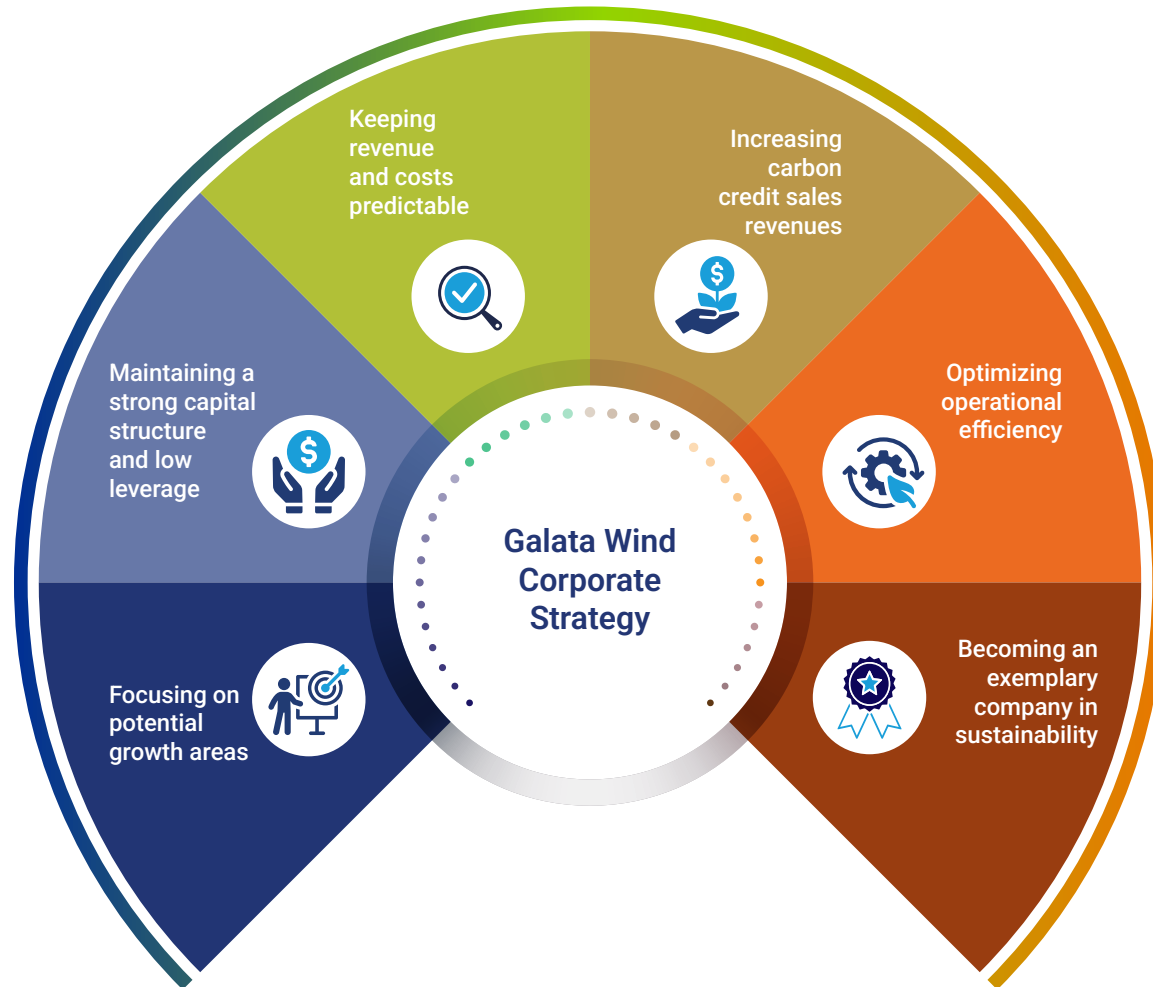 Keeping
revenue
and costs
predictable
Increasing
carbon
credit sales
revenues
Maintaining a
strong capital
structure
and low
leverage
$
$
Optimizing
operational
efficiency
Galata Wind
Corporate
Strategy
Focusing on
potential
growth areas
Becoming an
exemplary
company in
sustainability